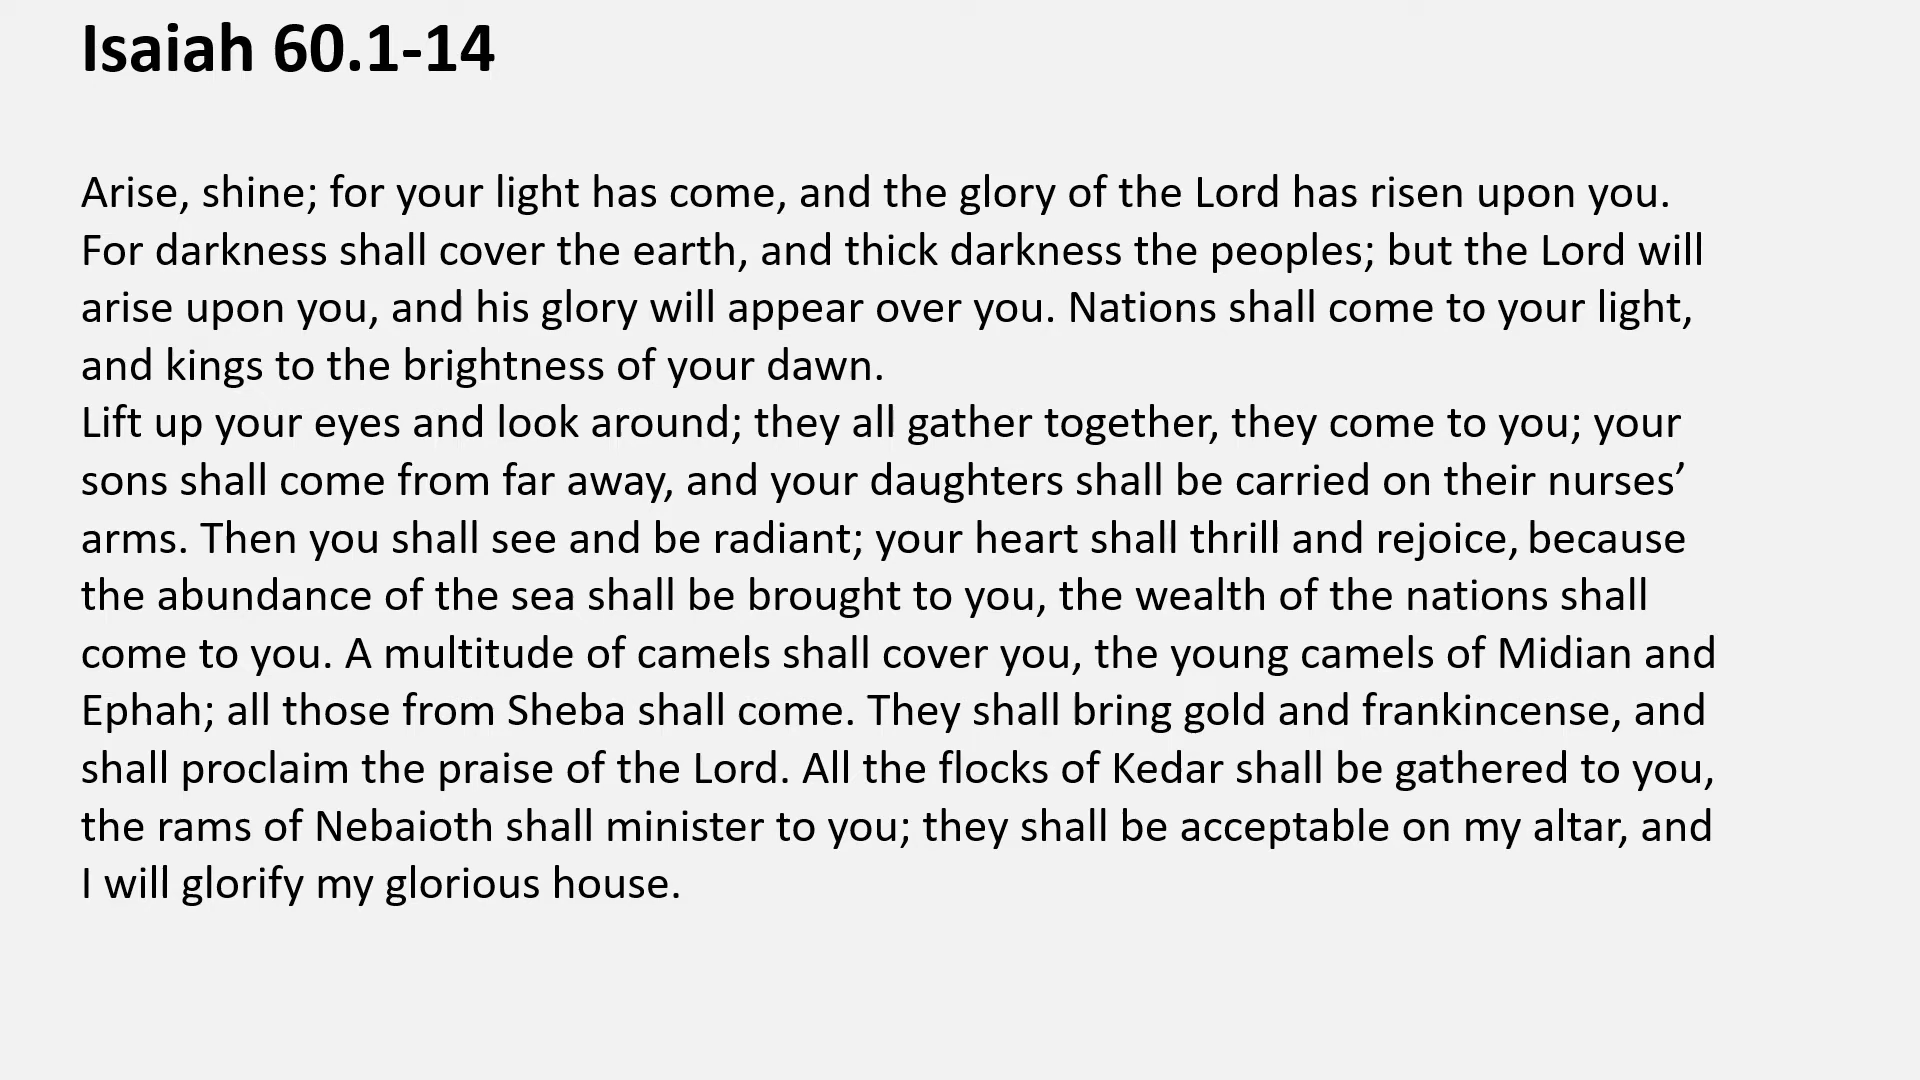 Isaiah 60.1-14
Arise, shine; for your light has come, and the glory of the Lord has risen upon you.
For darkness shall cover the earth, and thick darkness the peoples; but the Lord will
arise upon you, and his glory will appear over you. Nations shall come to your light,
and kings to the brightness of your dawn.
Lift up your eyes and look around; they all gather together, they come to you; your
sons shall come from far away, and your daughters shall be carried on their nurses’
arms. Then you shall see and be radiant; your heart shall thrill and rejoice, because
the abundance of the sea shall be brought to you, the wealth of the nations shall
come to you. A multitude of camels shall cover you, the young camels of Midian and
Ephah; all those from Sheba shall come. They shall bring gold and frankincense, and
shall proclaim the praise of the Lord. All the flocks of Kedar shall be gathered to you,
the rams of Nebaioth shall minister to you; they shall be acceptable on my altar, and
I will glorify my glorious house.